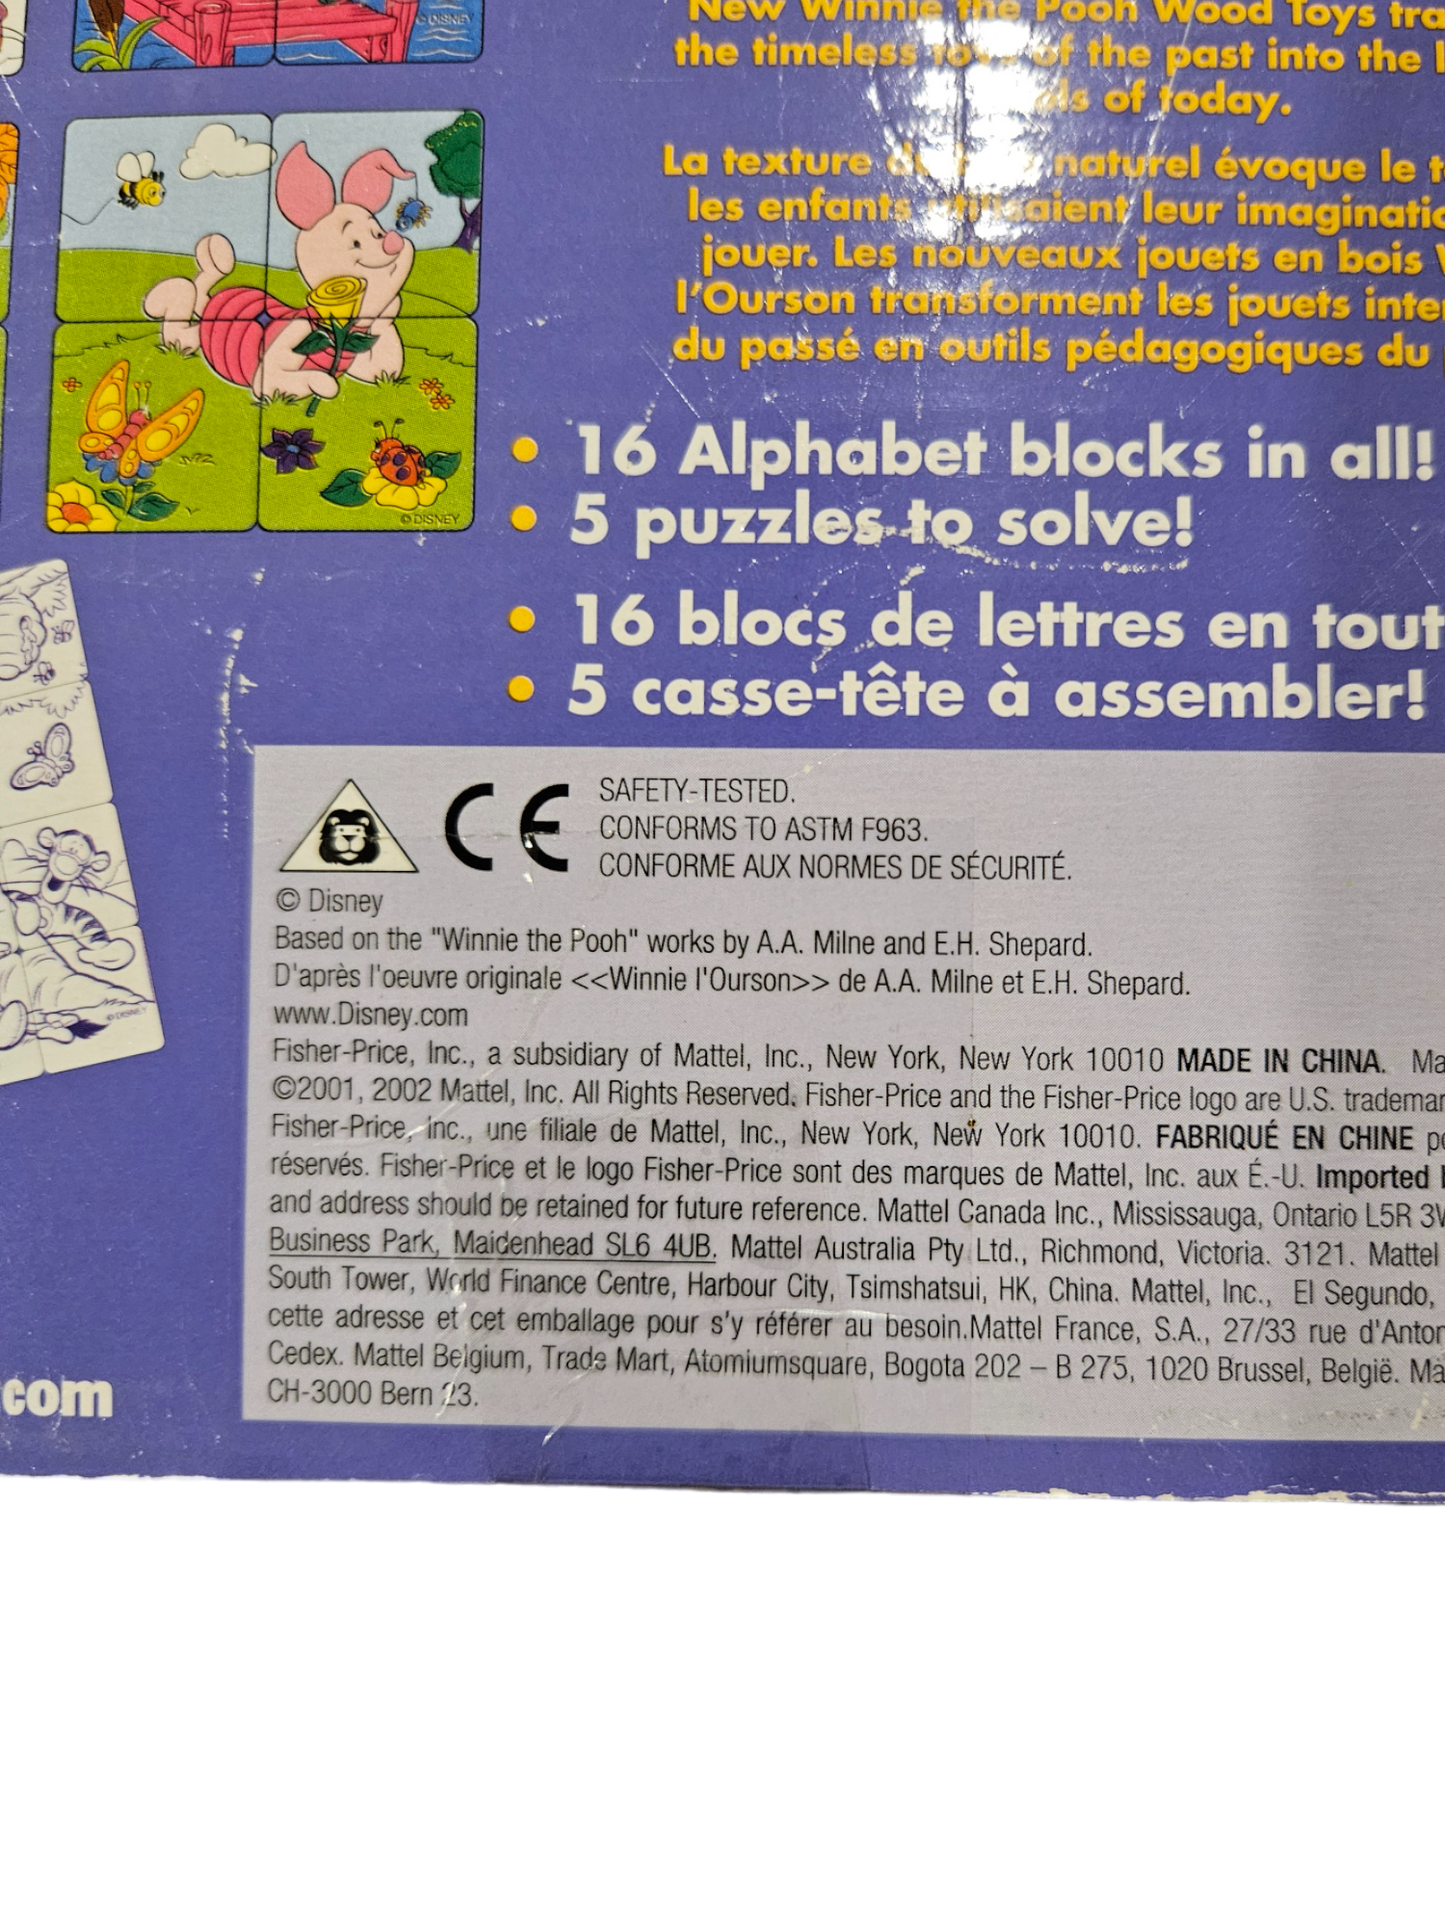 © DISNEY
New Winnie the Pooh Wood Toys tra
the timeless toys of the past into the
of today.
La texture naturel évoque le
les enfants utilisaient leur imaginatio
jouer. Les nouveaux jouets en bois
l'Ourson transforment les jouets inte
du passé en outils pédagogiques du
© DISNEY
• 16 Alphabet blocks in all!
• 5 puzzles to solve!
• 16 blocs de lettres en tout
• 5 casse-tête à assembler!
© DISNEY
CE
SAFETY-TESTED.
CONFORMS TO ASTM F963.
CONFORME AUX NORMES DE SÉCURITÉ.
© Disney
Based on the "Winnie the Pooh" works by A.A. Milne and E.H. Shepard.
D'après l'oeuvre originale <<Winnie l'Ourson>> de A.A. Milne et E.H. Shepard.
www.Disney.com
Fisher-Price, Inc., a subsidiary of Mattel, Inc., New York, New York 10010 MADE IN CHINA. Ma
©2001, 2002 Mattel, Inc. All Rights Reserved. Fisher-Price and the Fisher-Price logo are U.S. trademar
Fisher-Price, Inc., une filiale de Mattel, Inc., New York, New York 10010. FABRIQUÉ EN CHINE po
réservés. Fisher-Price et le logo Fisher-Price sont des marques de Mattel, Inc. aux É.-U. Imported
and address should be retained for future reference. Mattel Canada Inc., Mississauga, Ontario L5R 3V
Business Park, Maidenhead SL6 4UB. Mattel Australia Pty Ltd., Richmond, Victoria. 3121. Mattel
South Tower, World Finance Centre, Harbour City, Tsimshatsui, HK, China. Mattel, Inc., El Segundo,
cette adresse et cet emballage pour s'y référer au besoin.Mattel France, S.A., 27/33 rue d'Anton
Cedex. Mattel Belgium, Trade Mart, Atomiumsquare, Bogota 202 – B 275, 1020 Brussel, België. Ma
CH-3000 Bern 23.
com